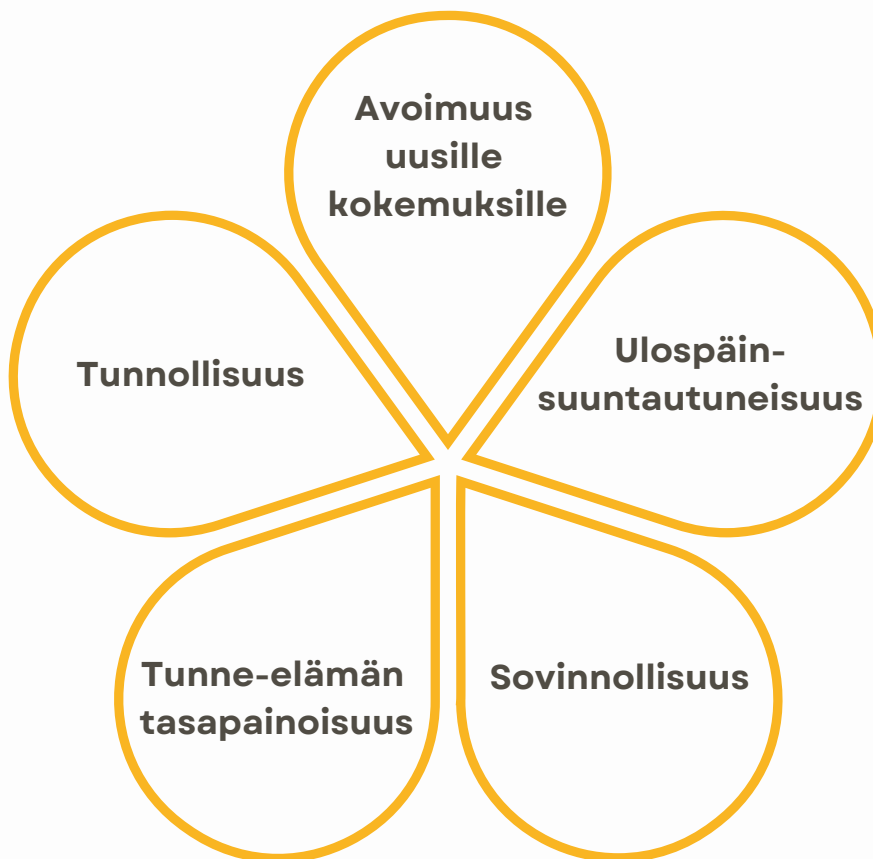 Avoimuus
uusille
kokemuksille
Tunnollisuus
Ulospäin-
suuntautuneisuus
Tunne-elämän
tasapainoisuus
Sovinnollisuus